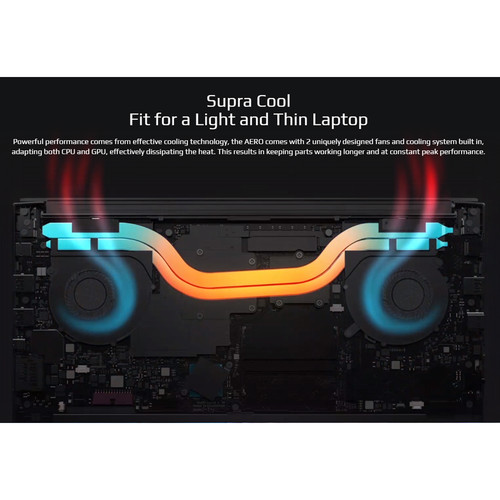 Supra Cool
Fit for a Light and Thin Laptop
Powerful performance comes from effective cooling technology, the AERO comes with 2 uniquely designed fans and cooling system built in,
adapting both CPU and GPU, effectively dissipating the heat. This results in keeping parts working longer and at constant peak performance.